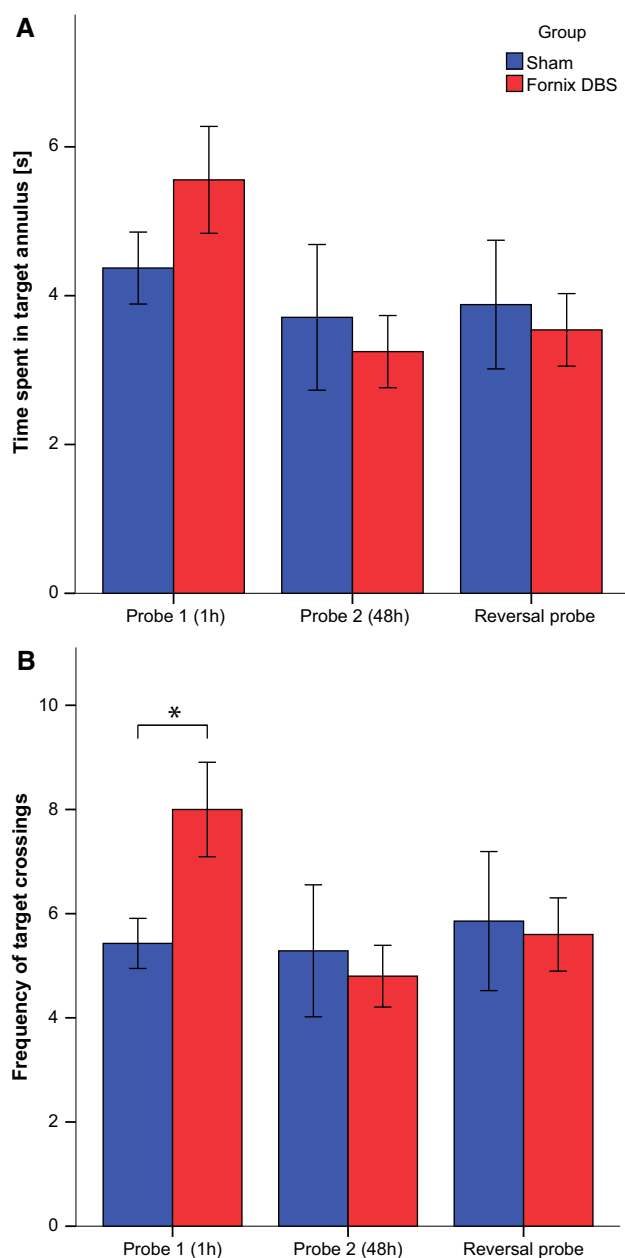 A
Group
Sham
Fornix DBS
Time spent in target annulus [s]
6
4
2
0
Probe 1 (1h) Probe 2 (48h) Reversal probe
B
*
Frequency of target crossings
10
8
6
4
2
0
Probe 1 (1h) Probe 2 (48h) Reversal probe